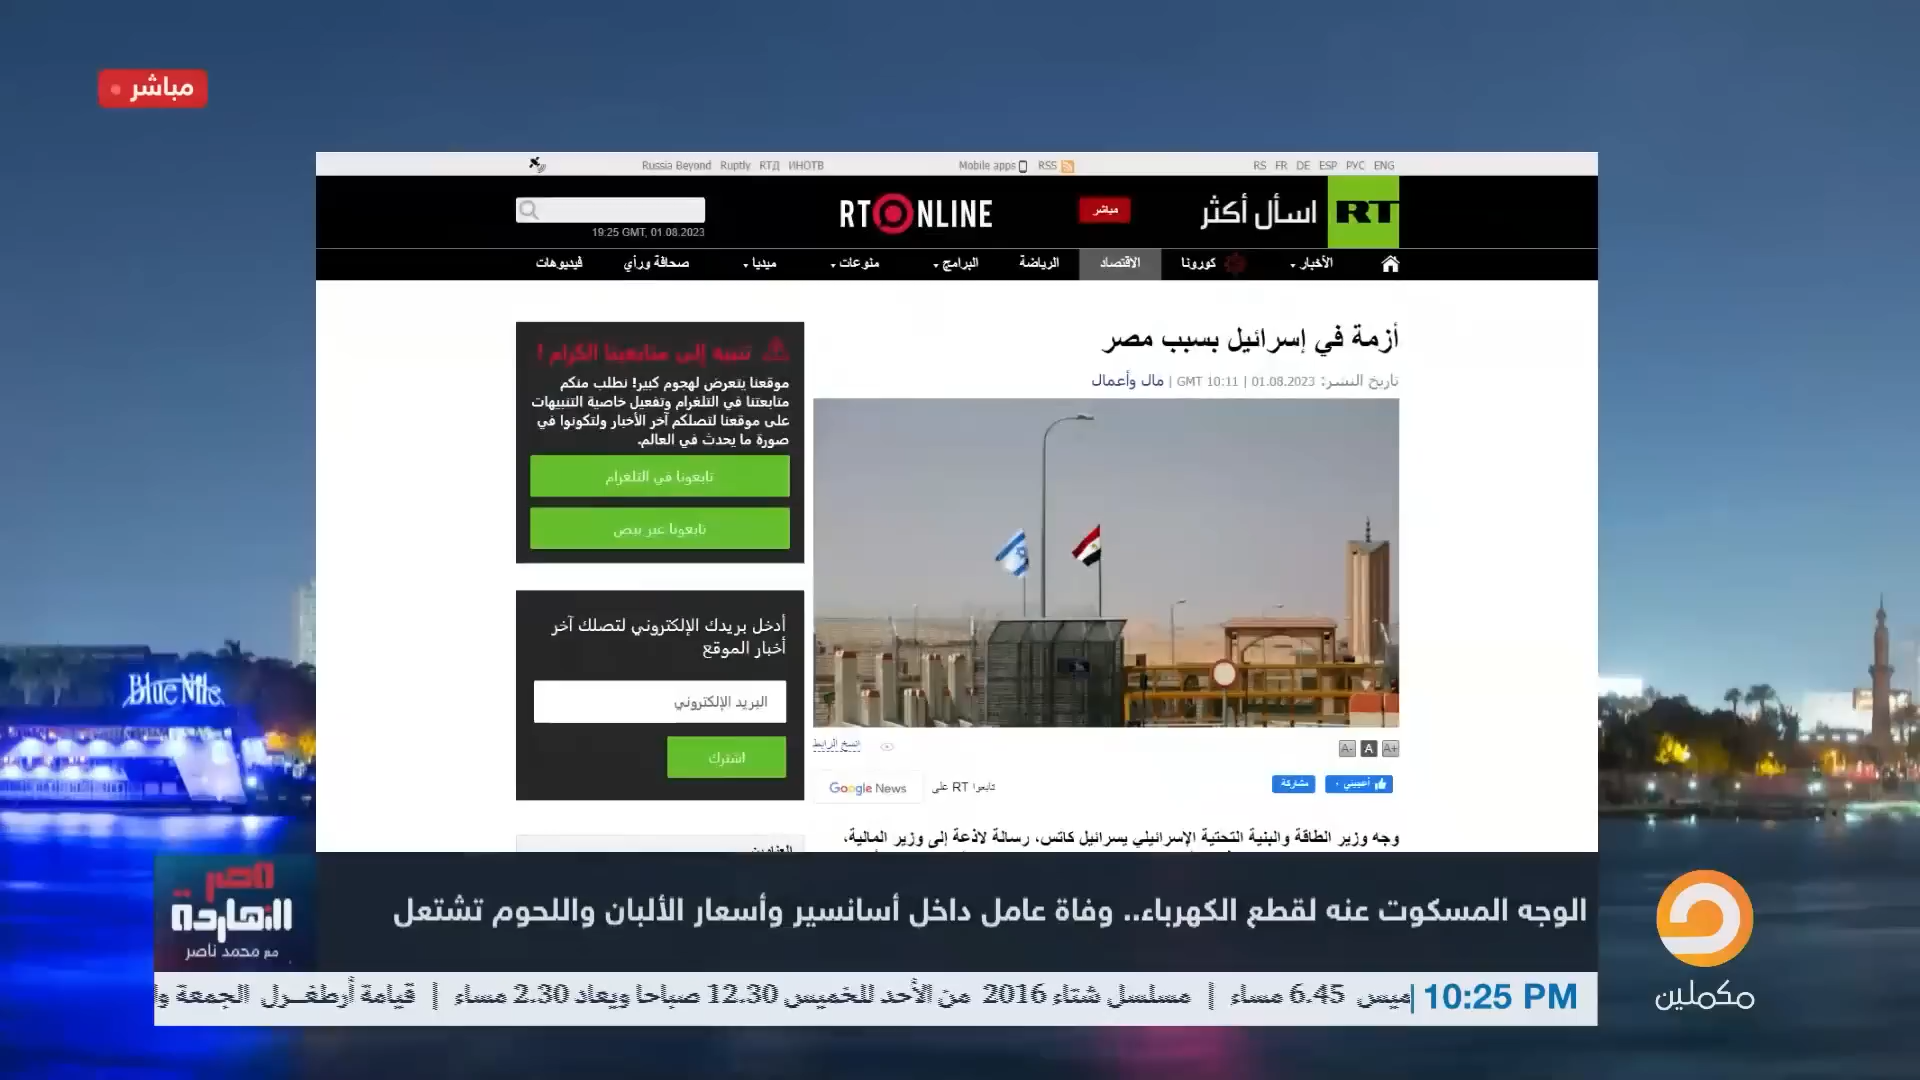 مباشر
Russia Beyond Ruptly RTД ИНОТВ
Mobile apps RSS
RS FR DE ESP РУС ENG
RT ONLINE
مباشر
اسأل أكثر RT
19:25 GMT, 01.08.2023
الأخبار كورونا الاقتصاد الرياضة البرامج منوعات ميديا صحافة ورأي فيديوهات
أزمة في إسرائيل بسبب مصر
تاريخ النشر: 01.08.2023 | 10:11 GMT | مال وأعمال
تنبيه إلى متابعينا الكرام !
موقعنا يتعرض لهجوم كبير! نطلب منكم
متابعتنا في التلغرام وتفعيل خاصية التنبيهات
على موقعنا لتصلكم آخر الأخبار ولتكونوا في
صورة ما يحدث في العالم.
تابعونا في التلغرام
تابعونا عبر بيص
أدخل بريدك الإلكتروني لتصلك آخر
أخبار الموقع
البريد الإلكتروني
اشترك
A- A A+
انسخ الرابط
أعجبني ٠ مشاركة
تابعوا RT على Google News
وجه وزير الطاقة والبنية التحتية الإسرائيلي يسرائيل كاتس، رسالة لاذعة إلى وزير المالية،
Blue Nile
الوجه المسكوت عنه لقطع الكهرباء.. وفاة عامل داخل أسانسير وأسعار الألبان واللحوم تشتعل
مصر
النهاردة
مع محمد ناصر
10:25 PM
ميس 6.45 مساء | مسلسل شتاء 2016 من الأحد للخميس 12.30 صباحا ويعاد 2.30 مساء | قيامة أرطغـرل الجمعة وا
مكملين